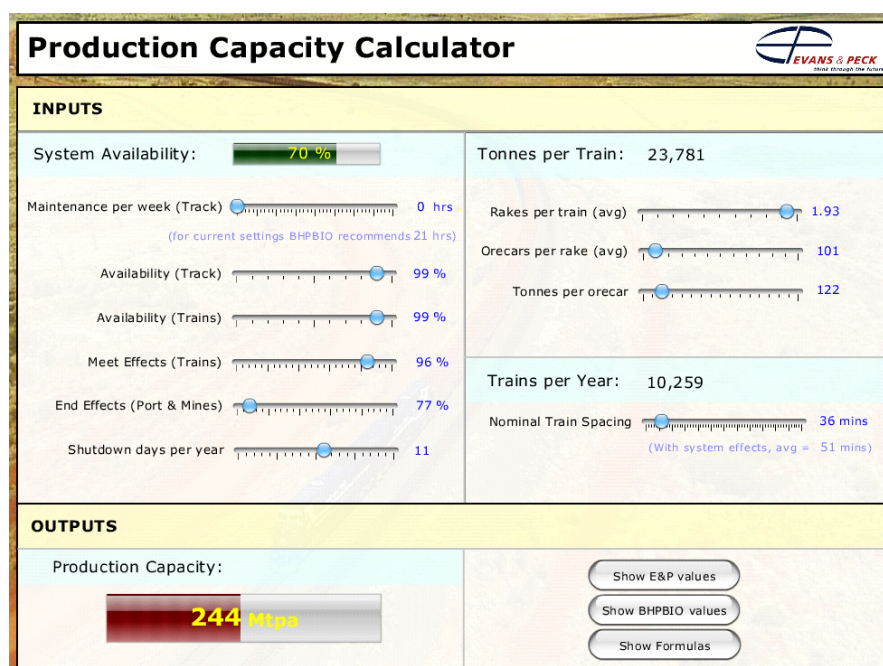 Production Capacity Calculator
EVANS & PECK
think through the future
INPUTS
System Availability:
70 %
Maintenance per week (Track)
0 hrs
(for current settings BHPBIO recommends 21 hrs)
Availability (Track)
99 %
Availability (Trains)
99 %
Meet Effects (Trains)
96 %
End Effects (Port & Mines)
77 %
Shutdown days per year
11
Tonnes per Train:
23,781
Rakes per train (avg)
1.93
Orecars per rake (avg)
101
Tonnes per orecar
122
Trains per Year:
10,259
Nominal Train Spacing
36 mins
(With system effects, avg = 51 mins)
OUTPUTS
Production Capacity:
244 Mtpa
Show E&P values
Show BHPBIO values
Show Formulas